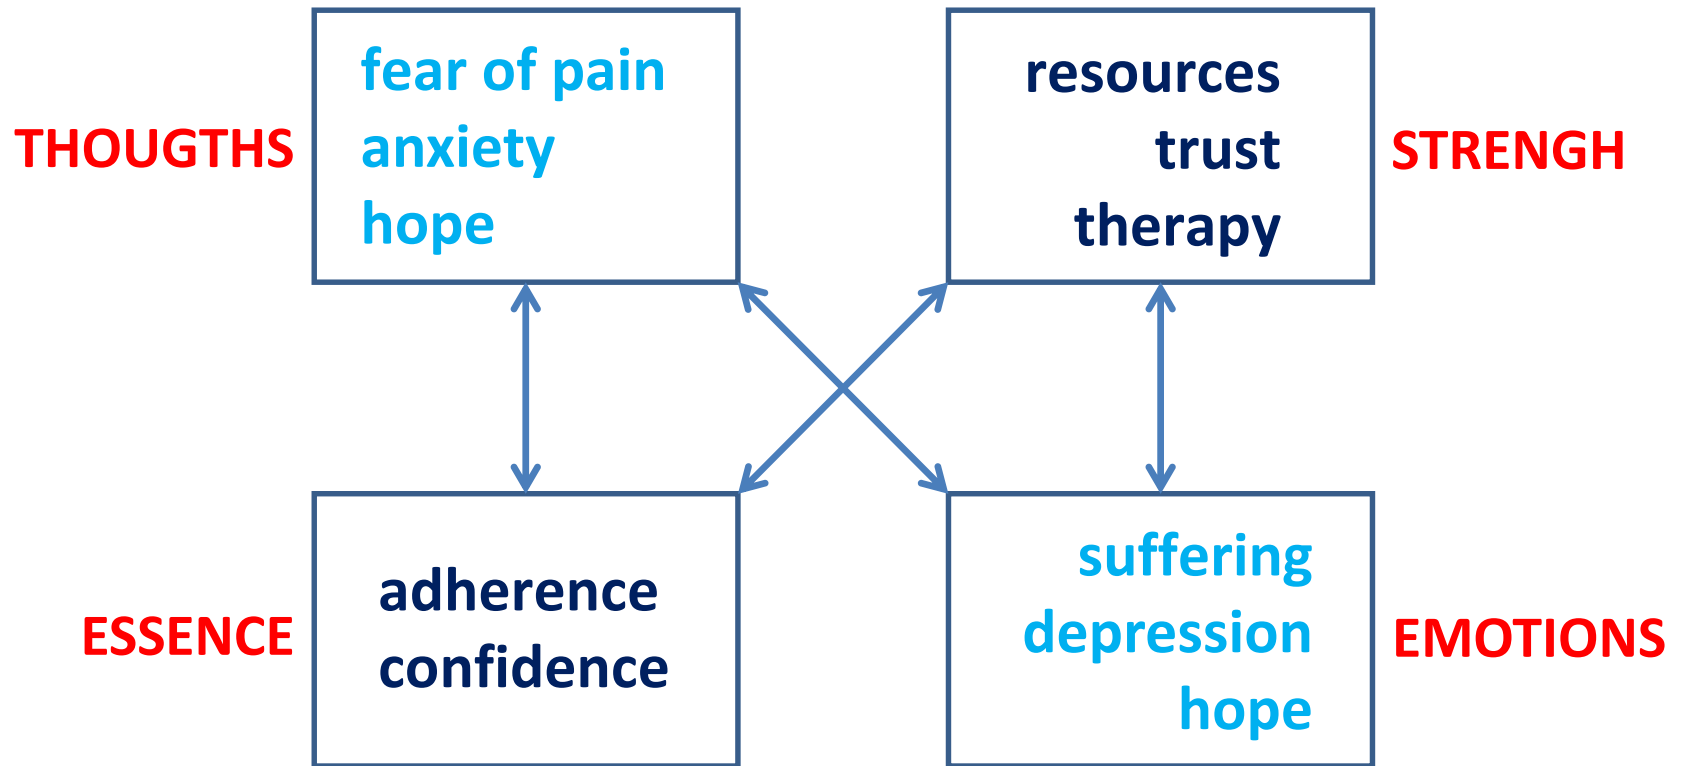 THOUGTHS
fear of pain
anxiety
hope
resources
trust
therapy
STRENGH
ESSENCE
adherence
confidence
suffering
depression
hope
EMOTIONS